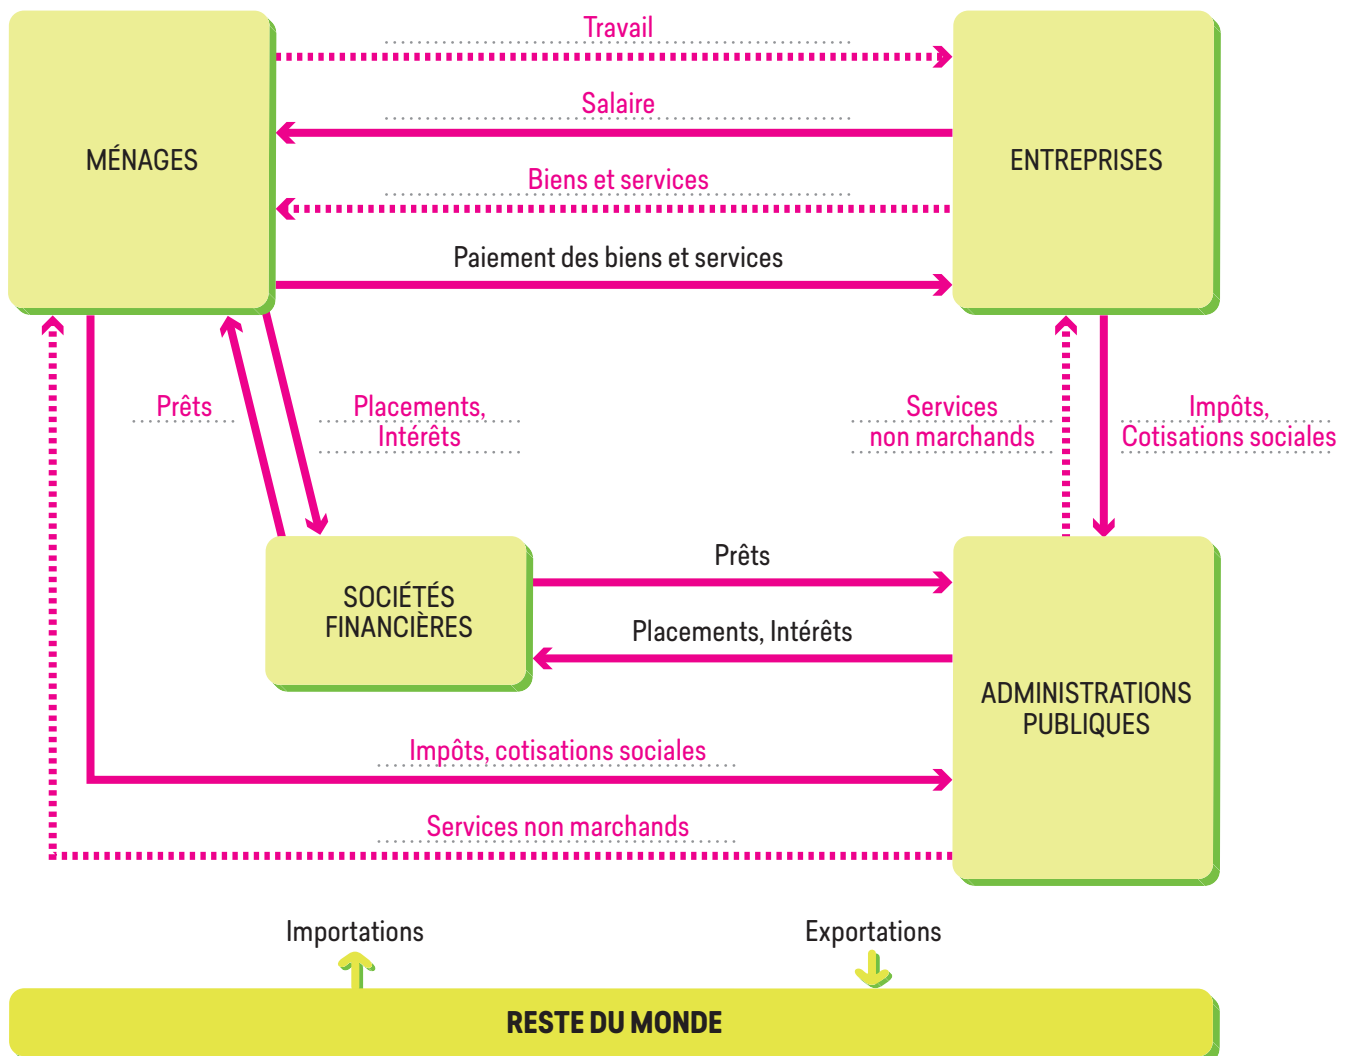 Travail
Salaire
MÉNAGES
ENTREPRISES
Biens et services
Paiement des biens et services
Prêts
Placements,
Intérêts
Services
non marchands
Impôts,
Cotisations sociales
Prêts
SOCIÉTÉS
FINANCIÈRES
Placements, Intérêts
ADMINISTRATIONS
PUBLIQUES
Impôts, cotisations sociales
Services non marchands
Importations
Exportations
RESTE DU MONDE